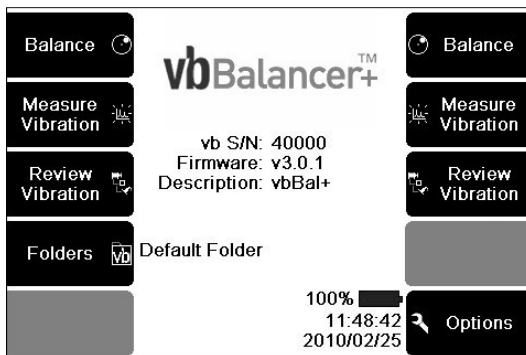 Balance
Measure
Vibration
Review
Vibration
Folders
vb
vbBalancer+™
vb S/N: 40000
Firmware: v3.0.1
Description: vbBal+
Default Folder
100%
11:48:42
2010/02/25
Balance
Measure
Vibration
Review
Vibration
Options